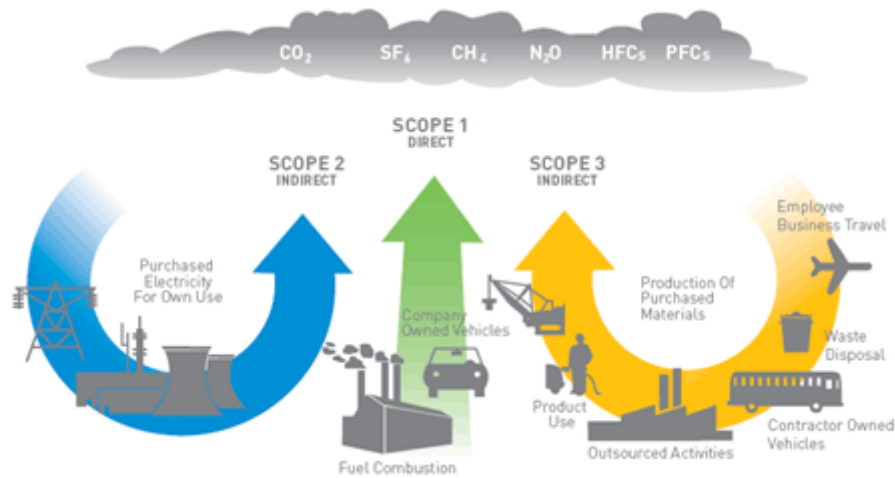 CO₂ SF₆ CH₄ N₂O HFCs PFCs
SCOPE 1
DIRECT
SCOPE 2
INDIRECT
SCOPE 3
INDIRECT
Purchased
Electricity
For Own Use
Company
Owned Vehicles
Fuel Combustion
Production Of
Purchased
Materials
Employee
Business Travel
Waste
Disposal
Contractor Owned
Vehicles
Outsourced Activities
Product
Use